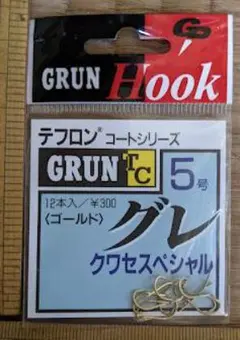 GRUN Hook
テフロン® コートシリーズ
GRUN TC 5号
12本入/¥300
〈ゴールド〉
グレ
クワセスペシャル